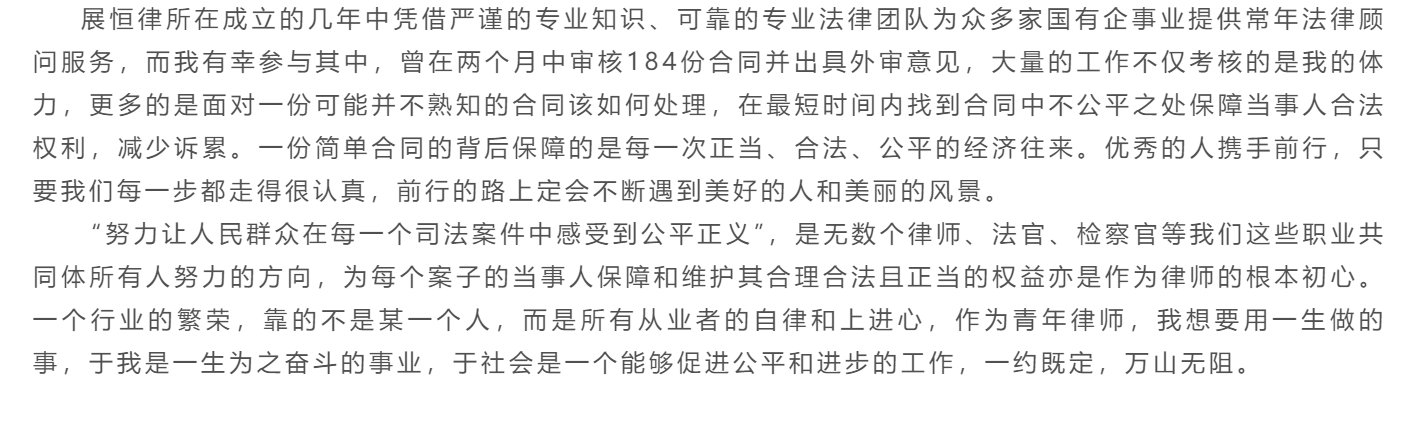 展恒律所在成立的几年中凭借严谨的专业知识、可靠的专业法律团队为众多家国有企事业提供常年法律顾
问服务，而我有幸参与其中，曾在两个月中审核184份合同并出具外审意见，大量的工作不仅考核的是我的体
力，更多的是面对一份可能并不熟知的合同该如何处理，在最短时间内找到合同中不公平之处保障当事人合法
权利，减少诉累。一份简单合同的背后保障的是每一次正当、合法、公平的经济往来。优秀的人携手前行，只
要我们每一步都走得很认真，前行的路上定会不断遇到美好的人和美丽的风景。
“努力让人民群众在每一个司法案件中感受到公平正义”，是无数个律师、法官、检察官等我们这些职业共
同体所有人努力的方向，为每个案子的当事人保障和维护其合理合法且正当的权益亦是作为律师的根本初心。
一个行业的繁荣，靠的不是某一个人，而是所有从业者的自律和上进心，作为青年律师，我想要用一生做的
事，于我是一生为之奋斗的事业，于社会是一个能够促进公平和进步的工作，一约既定，万山无阻。